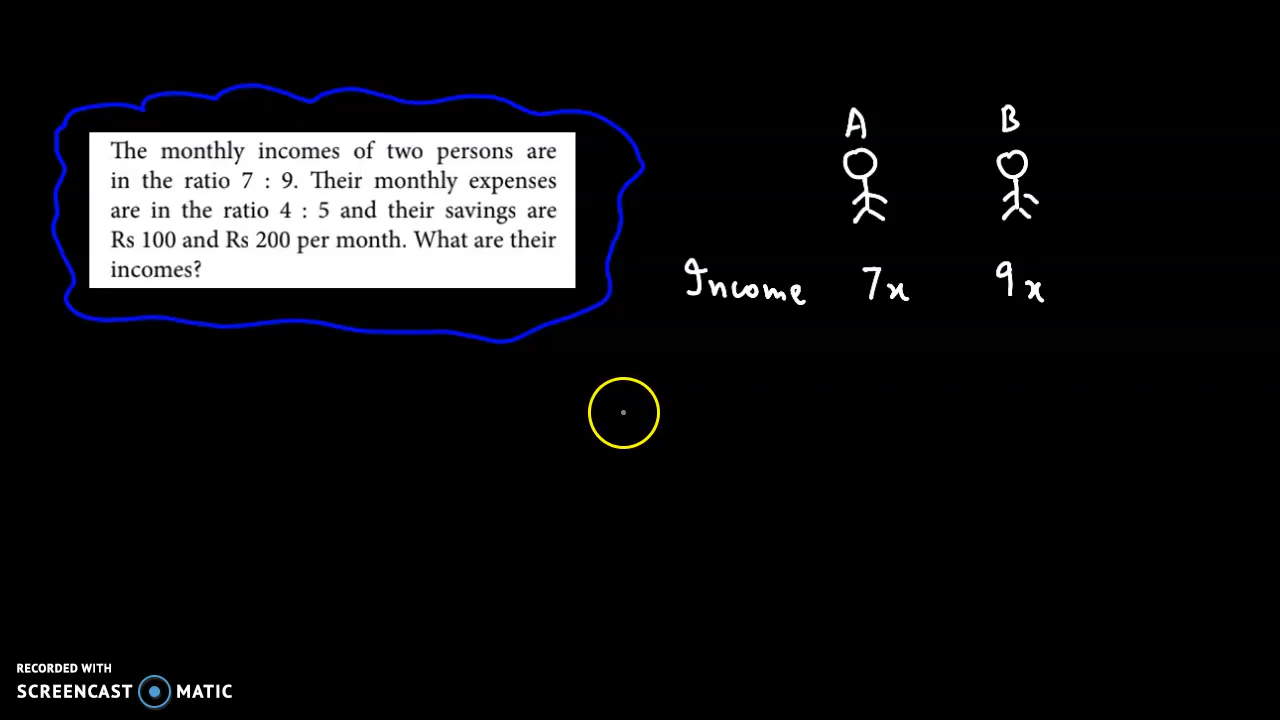 The monthly incomes of two persons are
in the ratio 7 : 9. Their monthly expenses
are in the ratio 4 : 5 and their savings are
Rs 100 and Rs 200 per month. What are their
incomes?
A B
Income 7x 9x
RECORDED WITH
SCREENCAST MATIC